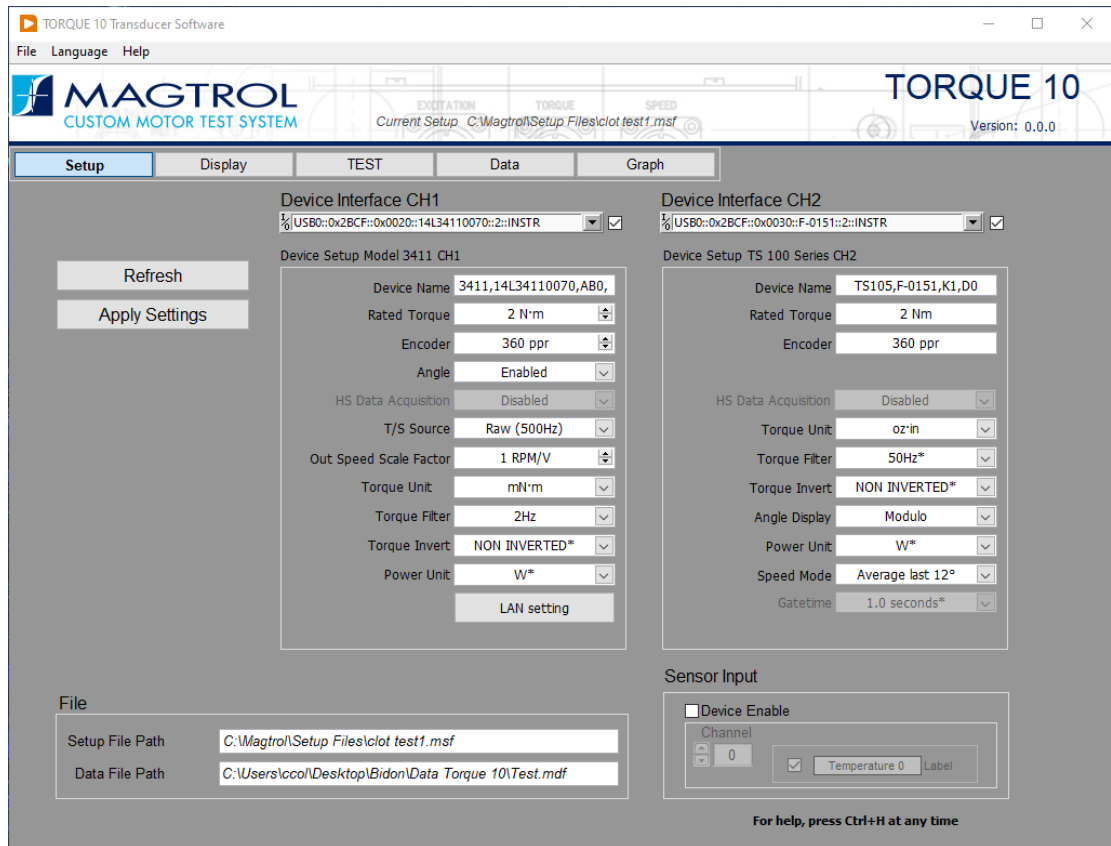 TORQUE 10 Transducer Software
File Language Help
MAGTROL
CUSTOM MOTOR TEST SYSTEM
EXCITATION TORQUE SPEED
Current Setup C:\Magtrol\Setup Files\clot test1.msf
TORQUE 10
Version: 0.0.0
Setup Display TEST Data Graph
Device Interface CH1
USB0::0x2BCF::0x0020::14L34110070::2::INSTR
Device Interface CH2
USB0::0x2BCF::0x0030::F-0151::2::INSTR
Refresh
Apply Settings
Device Setup Model 3411 CH1
Device Name 3411,14L34110070,AB0,
Rated Torque 2 N·m
Encoder 360 ppr
Angle Enabled
HS Data Acquisition Disabled
T/S Source Raw (500Hz)
Out Speed Scale Factor 1 RPM/V
Torque Unit mN·m
Torque Filter 2Hz
Torque Invert NON INVERTED*
Power Unit W*
LAN setting
Device Setup TS 100 Series CH2
Device Name TS105,F-0151,K1,D0
Rated Torque 2 Nm
Encoder 360 ppr
HS Data Acquisition Disabled
Torque Unit oz·in
Torque Filter 50Hz*
Torque Invert NON INVERTED*
Angle Display Modulo
Power Unit W*
Speed Mode Average last 12°
Gatetime 1.0 seconds*
File
Setup File Path C:\Magtrol\Setup Files\clot test1.msf
Data File Path C:\Users\ccol\Desktop\Bidon\Data Torque 10\Test.mdf
Sensor Input
Device Enable
Channel
0
Temperature 0 Label
For help, press Ctrl+H at any time